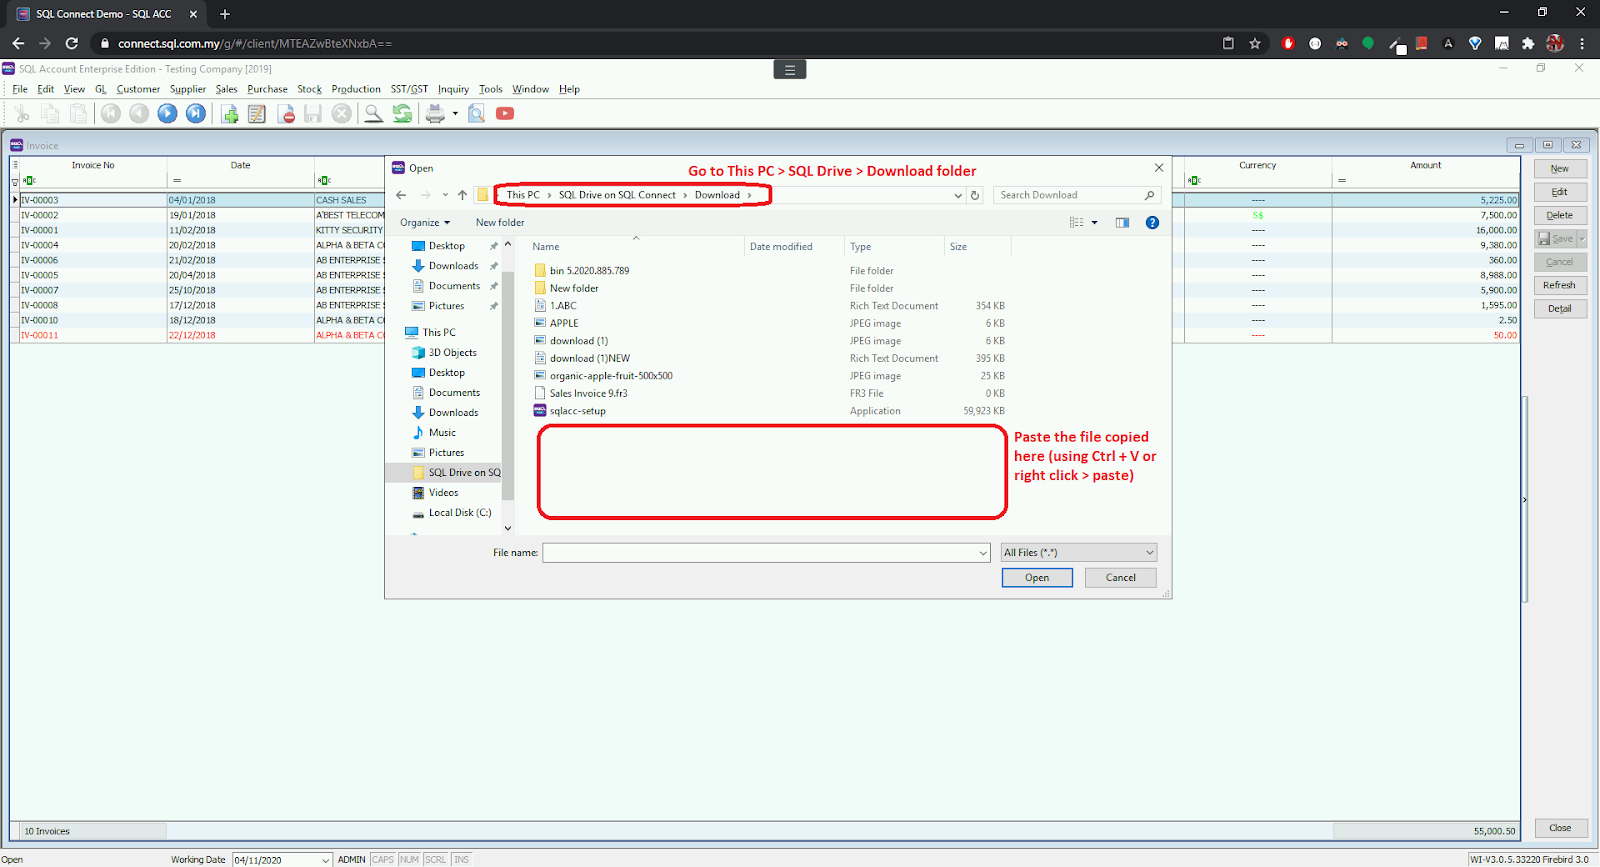 SQL Connect Demo - SQL ACC
connect.sql.com.my/g/#/client/MTEAZwBteXNxbA==
SQL Account Enterprise Edition - Testing Company [2019]
File Edit View GL Customer Supplier Sales Purchase Stock Production SST/GST Inquiry Tools Window Help
Invoice
Invoice No Date Currency Amount
IV-00003 04/01/2018 CASH SALES ---- 5,225.00
IV-00002 19/01/2018 A'BEST TELECOM $$ 7,500.00
IV-00001 11/02/2018 KITTY SECURITY ---- 16,000.00
IV-00004 20/02/2018 ALPHA & BETA CO ---- 9,380.00
IV-00006 21/02/2018 AB ENTERPRISE S ---- 360.00
IV-00005 20/04/2018 AB ENTERPRISE S ---- 8,988.00
IV-00007 25/10/2018 AB ENTERPRISE S ---- 5,900.00
IV-00008 17/12/2018 AB ENTERPRISE S ---- 1,595.00
IV-00010 18/12/2018 ALPHA & BETA CO ---- 2.50
IV-00011 22/12/2018 ALPHA & BETA CO ---- 50.00
New
Edit
Delete
Save
Cancel
Refresh
Detail
Open
Go to This PC > SQL Drive > Download folder
This PC > SQL Drive on SQL Connect > Download >
Search Download
Organize New folder
Desktop
Downloads
Documents
Pictures
This PC
3D Objects
Desktop
Documents
Downloads
Music
Pictures
SQL Drive on SQ
Videos
Local Disk (C:)
Name Date modified Type Size
bin 5.2020.885.789 File folder
New folder File folder
1.ABC Rich Text Document 354 KB
APPLE JPEG image 6 KB
download (1) JPEG image 6 KB
download (1)NEW Rich Text Document 395 KB
organic-apple-fruit-500x500 JPEG image 25 KB
Sales Invoice 9.fr3 FR3 File 0 KB
sqlacc-setup Application 59,923 KB
Paste the file copied
here (using Ctrl + V or
right click > paste)
File name: All Files (*.*)
Open Cancel
10 Invoices 55,000.50
Close
Open Working Date 04/11/2020 ADMIN CAPS NUM SCRL INS WI-V3.0.5.33220 Firebird 3.0